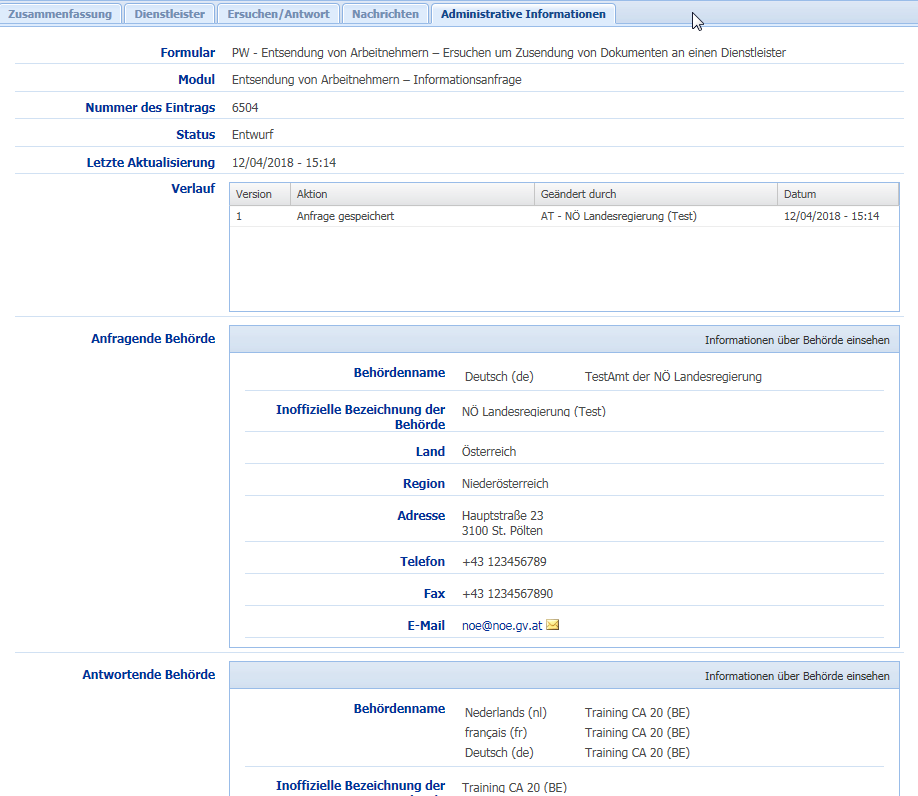 Zusammenfassung Dienstleister Ersuchen/Antwort Nachrichten Administrative Informationen
Formular PW - Entsendung von Arbeitnehmern – Ersuchen um Zusendung von Dokumenten an einen Dienstleister
Modul Entsendung von Arbeitnehmern – Informationsanfrage
Nummer des Eintrags 6504
Status Entwurf
Letzte Aktualisierung 12/04/2018 - 15:14
Verlauf
Version Aktion Geändert durch Datum
1 Anfrage gespeichert AT - NÖ Landesregierung (Test) 12/04/2018 - 15:14
Anfragende Behörde Informationen über Behörde einsehen
Behördenname Deutsch (de) TestAmt der NÖ Landesregierung
Inoffizielle Bezeichnung der NÖ Landesregierung (Test)
Behörde
Land Österreich
Region Niederösterreich
Adresse Hauptstraße 23
3100 St. Pölten
Telefon +43 123456789
Fax +43 1234567890
E-Mail noe@noe.gv.at
Antwortende Behörde Informationen über Behörde einsehen
Behördenname Nederlands (nl) Training CA 20 (BE)
français (fr) Training CA 20 (BE)
Deutsch (de) Training CA 20 (BE)
Inoffizielle Bezeichnung der Training CA 20 (BE)